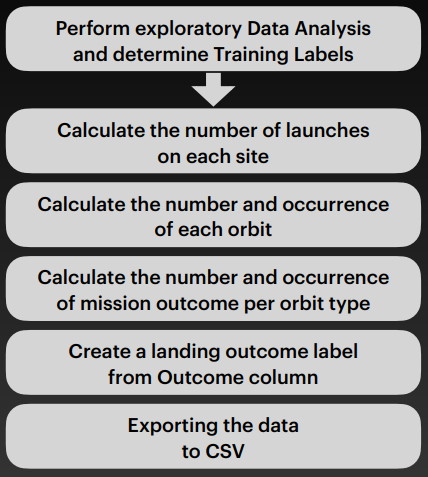 Perform exploratory Data Analysis
and determine Training Labels
Calculate the number of launches
on each site
Calculate the number and occurrence
of each orbit
Calculate the number and occurrence
of mission outcome per orbit type
Create a landing outcome label
from Outcome column
Exporting the data
to CSV